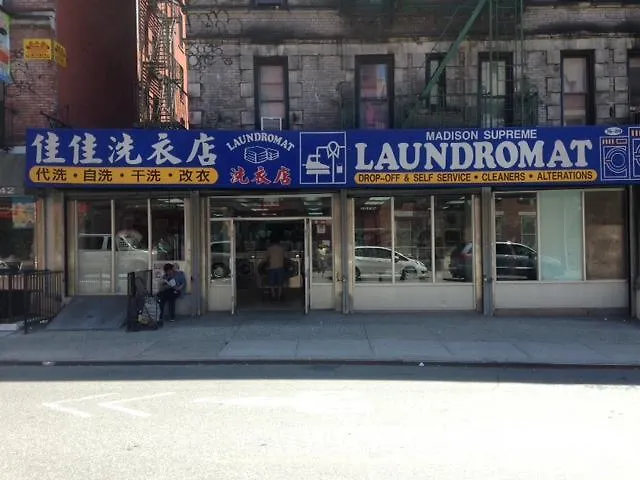 佳佳洗衣店
代洗·自洗·干洗·改衣
LAUNDROMAT
洗衣店
MADISON SUPREME
LAUNDROMAT
DROP-OFF & SELF SERVICE • CLEANERS • ALTERATIONS
42